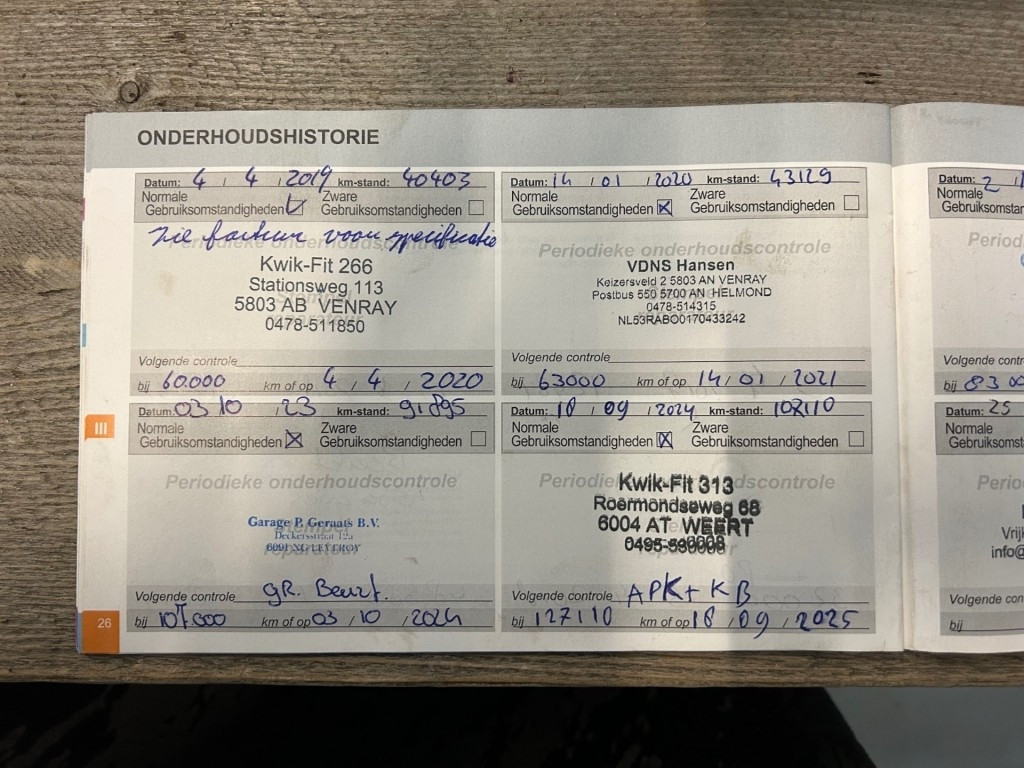 ONDERHOUDSHISTORIE
Datum: 4 / 4 / 2019 km-stand: 40403
Normale Gebruiksomstandigheden
Zware Gebruiksomstandigheden
zie factuur voor specificatie
Periodieke onderhoudscontrole
Kwik-Fit 266
Stationsweg 113
5803 AB VENRAY
0478-511850
Volgende controle
bij 60.000 km of op 4 / 4 / 2020
Datum: 14 / 01 / 2020 km-stand: 43129
Normale Gebruiksomstandigheden
Zware Gebruiksomstandigheden
Periodieke onderhoudscontrole
VDNS Hansen
Keizersveld 2 5803 AN VENRAY
Postbus 550 5700 AN HELMOND
0478-514315
NL53RABO0170433242
Volgende controle
bij 63000 km of op 14 / 01 / 2021
Datum: 03 10 / 23 km-stand: 91895
Normale Gebruiksomstandigheden
Zware Gebruiksomstandigheden
Periodieke onderhoudscontrole
Garage P. Geraats B.V.
6091 NG LEVEROY
Volgende controle gR. Beurt.
bij 107.000 km of op 03 / 10 / 2024
Datum: 18 / 09 / 2024 km-stand: 102110
Normale Gebruiksomstandigheden
Zware Gebruiksomstandigheden
Periodieke onderhoudscontrole
Kwik-Fit 313
Roermondseweg 68
6004 AT WEERT
Volgende controle APK + KB
bij 127110 km of op 18 / 09 / 2025
III
26
Datum: 2
Normale
Volgende
bij 83
Datum: 25
Normale
info@
Volgende
bij